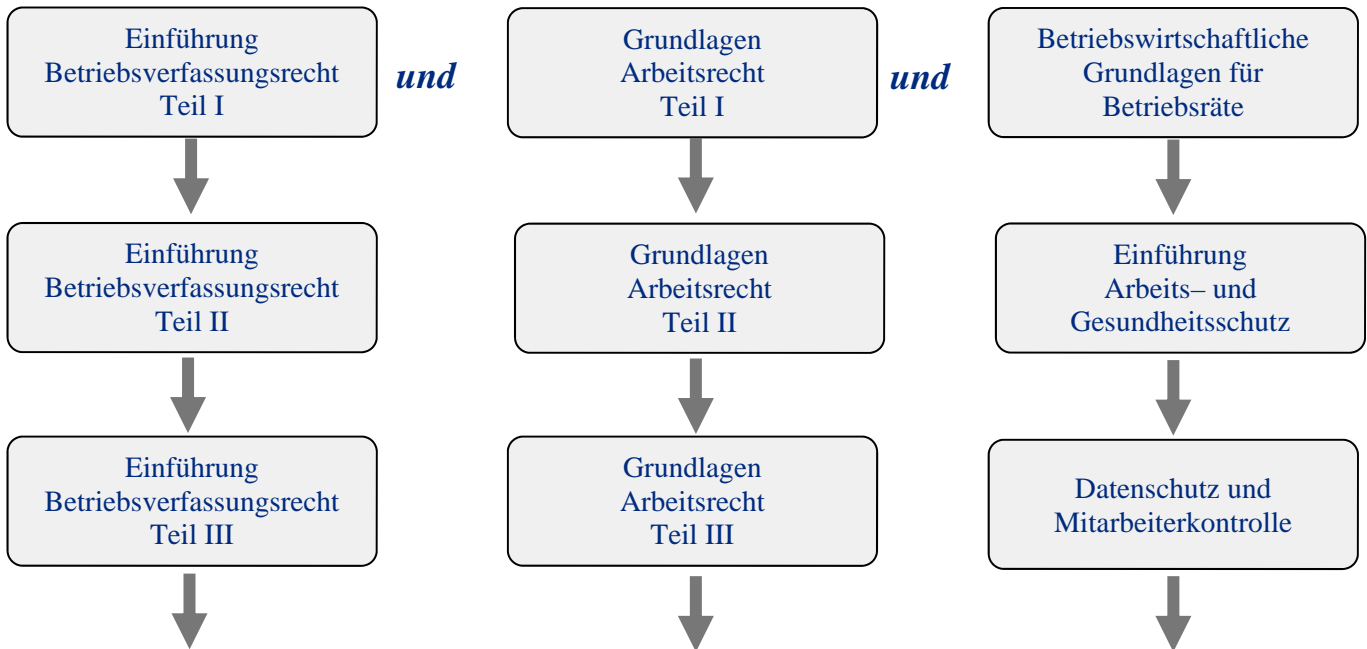 Einführung
Betriebsverfassungsrecht
Teil I
und
Grundlagen
Arbeitsrecht
Teil I
und
Betriebswirtschaftliche
Grundlagen für
Betriebsräte
Einführung
Betriebsverfassungsrecht
Teil II
Grundlagen
Arbeitsrecht
Teil II
Einführung
Arbeits– und
Gesundheitsschutz
Einführung
Betriebsverfassungsrecht
Teil III
Grundlagen
Arbeitsrecht
Teil III
Datenschutz und
Mitarbeiterkontrolle